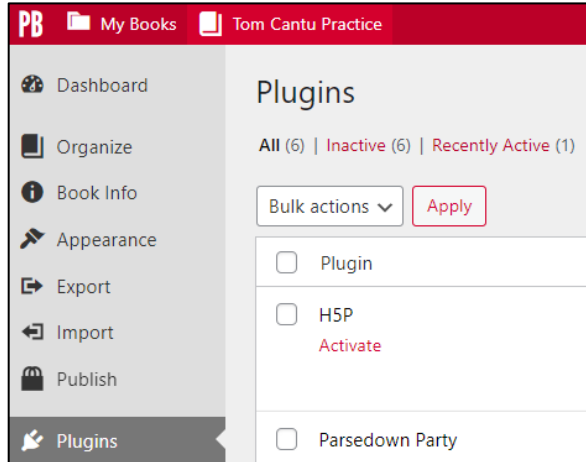 PB My Books Tom Cantu Practice
Dashboard
Organize
Book Info
Appearance
Export
Import
Publish
Plugins
Plugins
All (6) | Inactive (6) | Recently Active (1)
Bulk actions Apply
Plugin
H5P
Activate
Parsedown Party